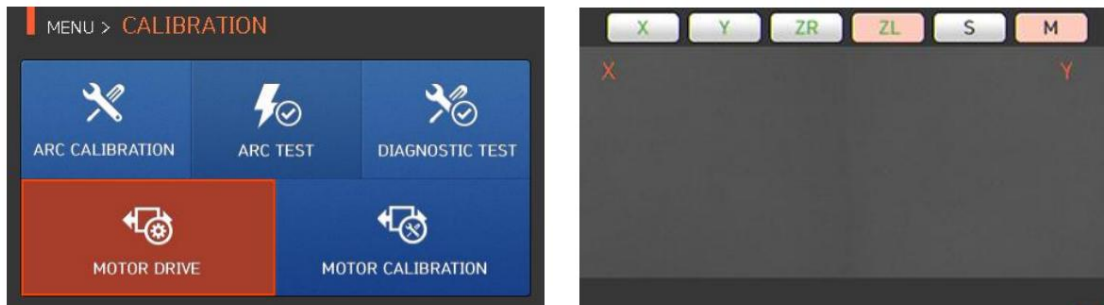 MENU > CALIBRATION
ARC CALIBRATION ARC TEST DIAGNOSTIC TEST
MOTOR DRIVE MOTOR CALIBRATION
X Y ZR ZL S M
X Y